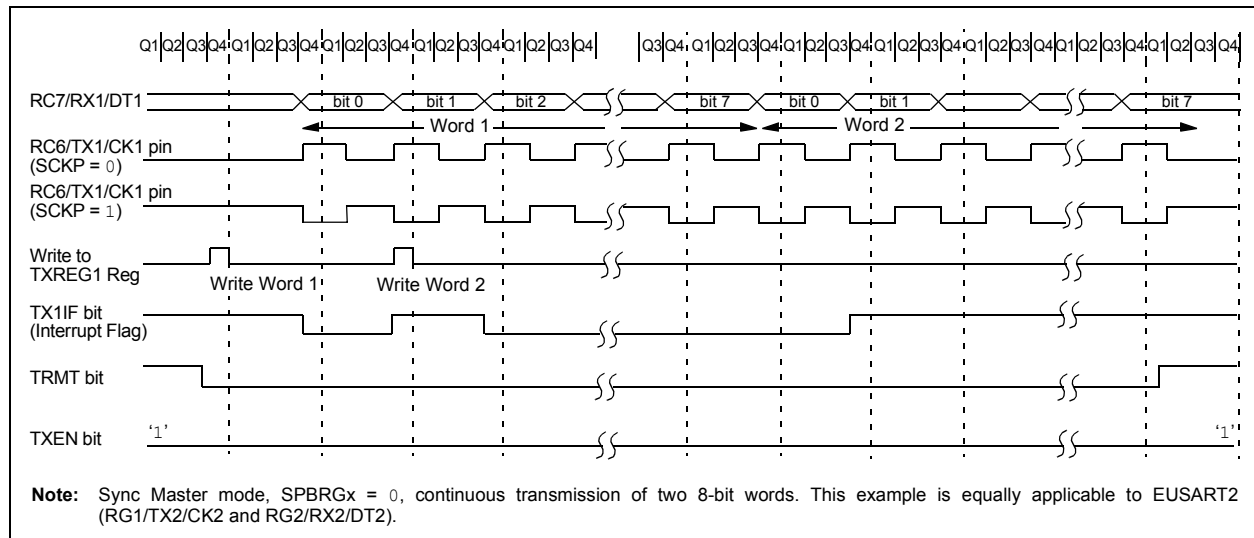 Q1 Q2 Q3 Q4 Q1 Q2 Q3 Q4 Q1 Q2 Q3 Q4 Q1 Q2 Q3 Q4 Q1 Q2 Q3 Q4 Q3 Q4 Q1 Q2 Q3 Q4 Q1 Q2 Q3 Q4 Q1 Q2 Q3 Q4 Q1 Q2 Q3 Q4 Q1 Q2 Q3 Q4 Q1 Q2 Q3 Q4
RC7/RX1/DT1 bit 0 bit 1 bit 2 bit 7 bit 0 bit 1 bit 7
Word 1 Word 2
RC6/TX1/CK1 pin
(SCKP = 0)
RC6/TX1/CK1 pin
(SCKP = 1)
Write to
TXREG1 Reg
Write Word 1 Write Word 2
TX1IF bit
(Interrupt Flag)
TRMT bit
TXEN bit ‘1’ ‘1’
Note: Sync Master mode, SPBRGx = 0, continuous transmission of two 8-bit words. This example is equally applicable to EUSART2
(RG1/TX2/CK2 and RG2/RX2/DT2).